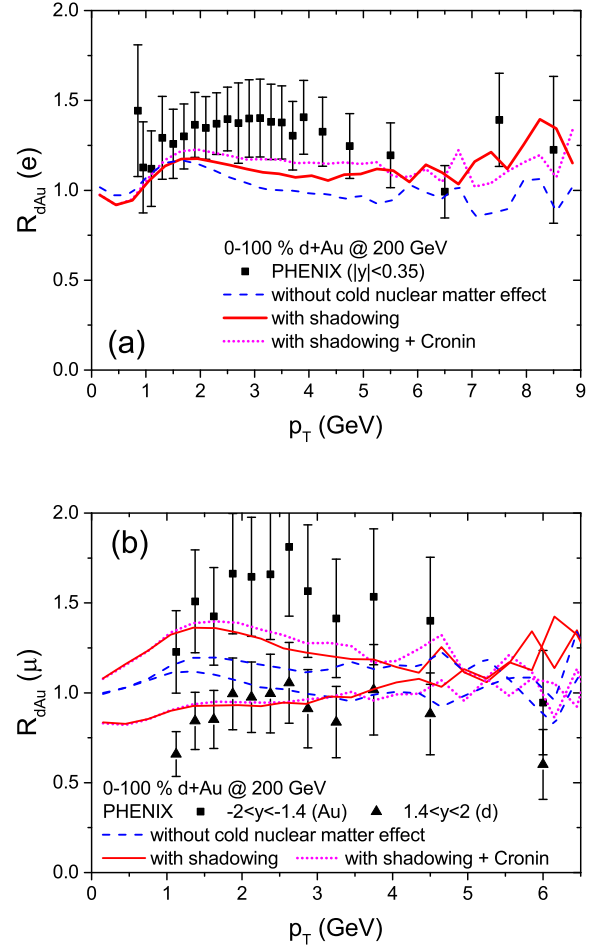 2.0
1.5
1.0
0.5
0.0
R_dAu (e)
0-100 % d+Au @ 200 GeV
PHENIX (|y|<0.35)
without cold nuclear matter effect
with shadowing
with shadowing + Cronin
(a)
0 1 2 3 4 5 6 7 8 9
p_T (GeV)
(b)
2.0
1.5
1.0
0.5
0.0
R_dAu (μ)
0-100 % d+Au @ 200 GeV
PHENIX -2<y<-1.4 (Au) 1.4<y<2 (d)
without cold nuclear matter effect
with shadowing with shadowing + Cronin
0 1 2 3 4 5 6
p_T (GeV)